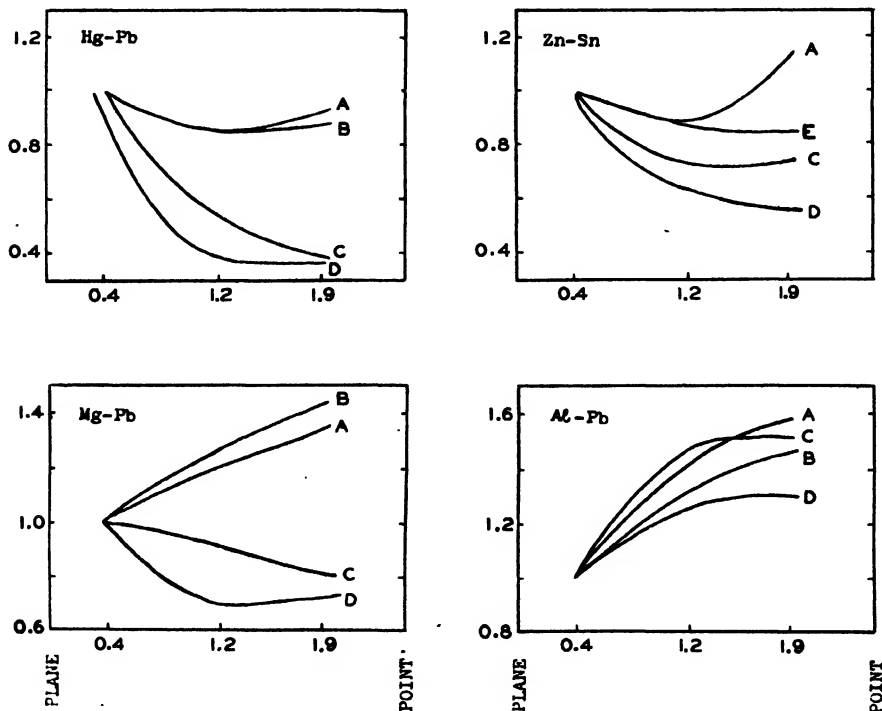 Hg-Pb
1.2
0.8
0.4
A
B
C
D
0.4 1.2 1.9
Zn-Sn
1.2
0.8
0.4
A
E
C
D
0.4 1.2 1.9
Mg-Pb
1.4
1.0
0.6
B
A
C
D
0.4 1.2 1.9
PLANE
POINT
Al-Pb
1.6
1.2
0.8
A
C
B
D
0.4 1.2 1.9
PLANE
POINT